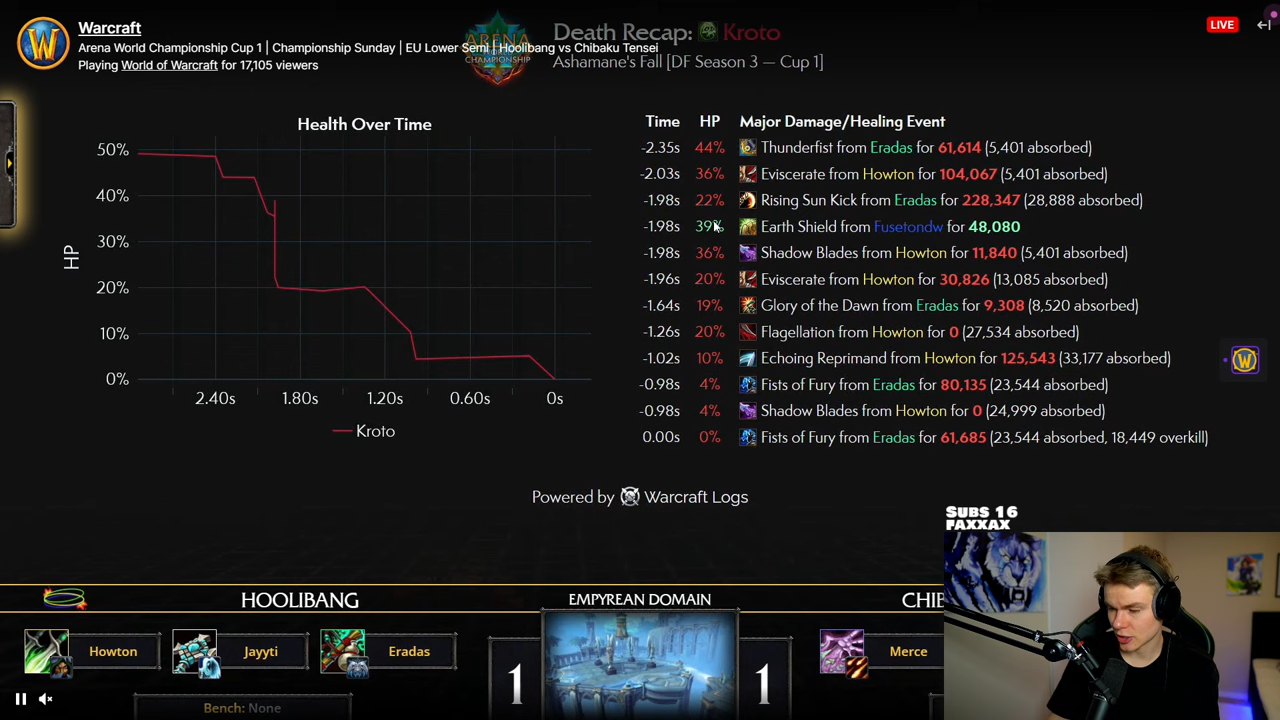 Warcraft
Arena World Championship Cup 1 | Championship Sunday | EU Lower Semi | Hoolibang vs Chibaku Tensei
Playing World of Warcraft for 17,105 viewers
LIVE
Death Recap: Kroto
Ashamane's Fall [DF Season 3 — Cup 1]
Health Over Time
50%
40%
30%
20%
10%
0%
HP
2.40s 1.80s 1.20s 0.60s 0s
Kroto
Time HP Major Damage/Healing Event
-2.35s 44% Thunderfist from Eradas for 61,614 (5,401 absorbed)
-2.03s 36% Eviscerate from Howton for 104,067 (5,401 absorbed)
-1.98s 22% Rising Sun Kick from Eradas for 228,347 (28,888 absorbed)
-1.98s 39% Earth Shield from Fusetondw for 48,080
-1.98s 36% Shadow Blades from Howton for 11,840 (5,401 absorbed)
-1.96s 20% Eviscerate from Howton for 30,826 (13,085 absorbed)
-1.64s 19% Glory of the Dawn from Eradas for 9,308 (8,520 absorbed)
-1.26s 20% Flagellation from Howton for 0 (27,534 absorbed)
-1.02s 10% Echoing Reprimand from Howton for 125,543 (33,177 absorbed)
-0.98s 4% Fists of Fury from Eradas for 80,135 (23,544 absorbed)
-0.98s 4% Shadow Blades from Howton for 0 (24,999 absorbed)
0.00s 0% Fists of Fury from Eradas for 61,685 (23,544 absorbed, 18,449 overkill)
Powered by Warcraft Logs
SUBS 16
FAXXAX
HOOLIBANG
EMPYREAN DOMAIN
CHIB
Howton
Jayyti
Eradas
1
1
Merce
Bench: None